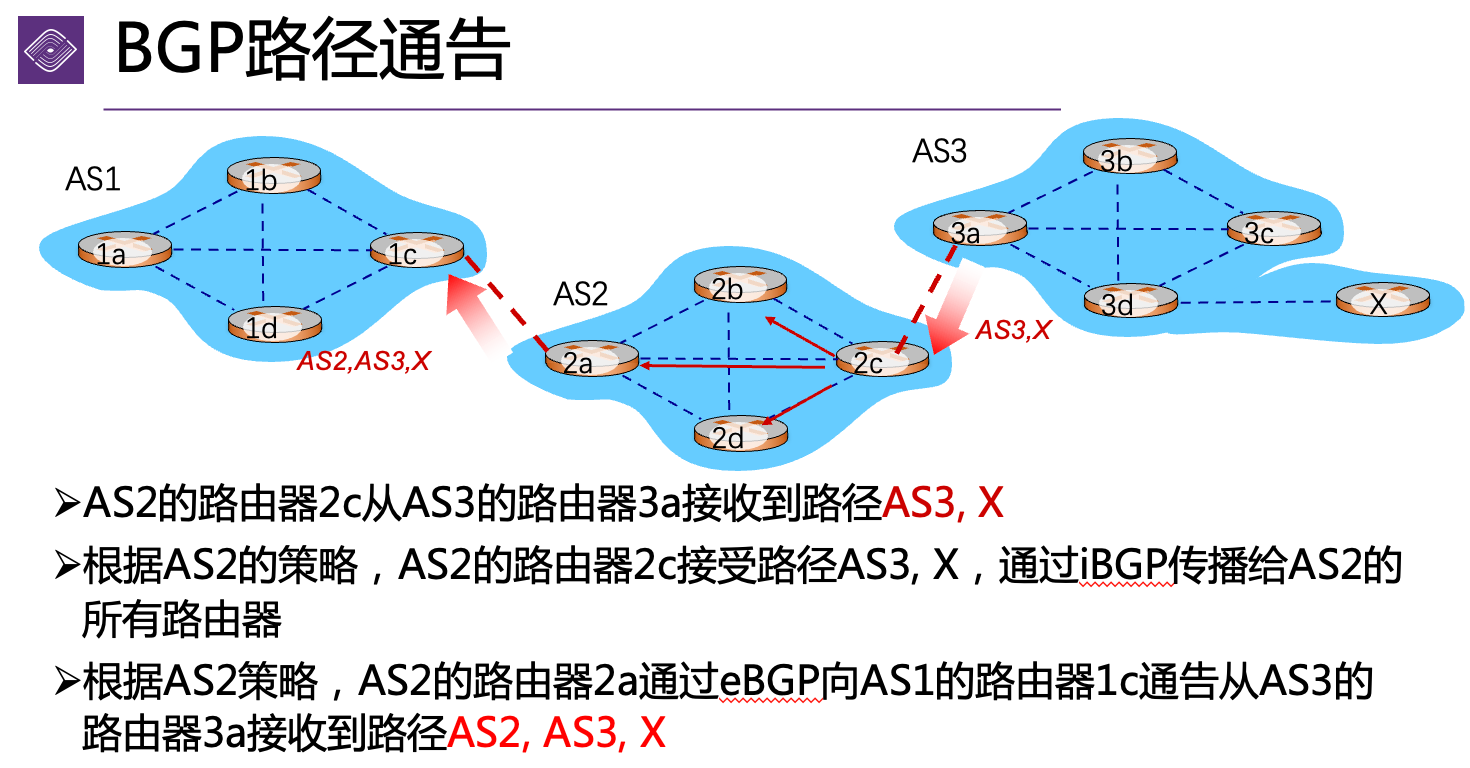 BGP路径通告
AS1
1b
1a
1c
1d
AS2,AS3,X
AS2
2b
2a
2c
2d
AS3
3b
3a
3c
3d
X
AS3,X
➢AS2的路由器2c从AS3的路由器3a接收到路径AS3, X
➢根据AS2的策略，AS2的路由器2c接受路径AS3, X，通过iBGP传播给AS2的
所有路由器
➢根据AS2策略，AS2的路由器2a通过eBGP向AS1的路由器1c通告从AS3的
路由器3a接收到路径AS2, AS3, X